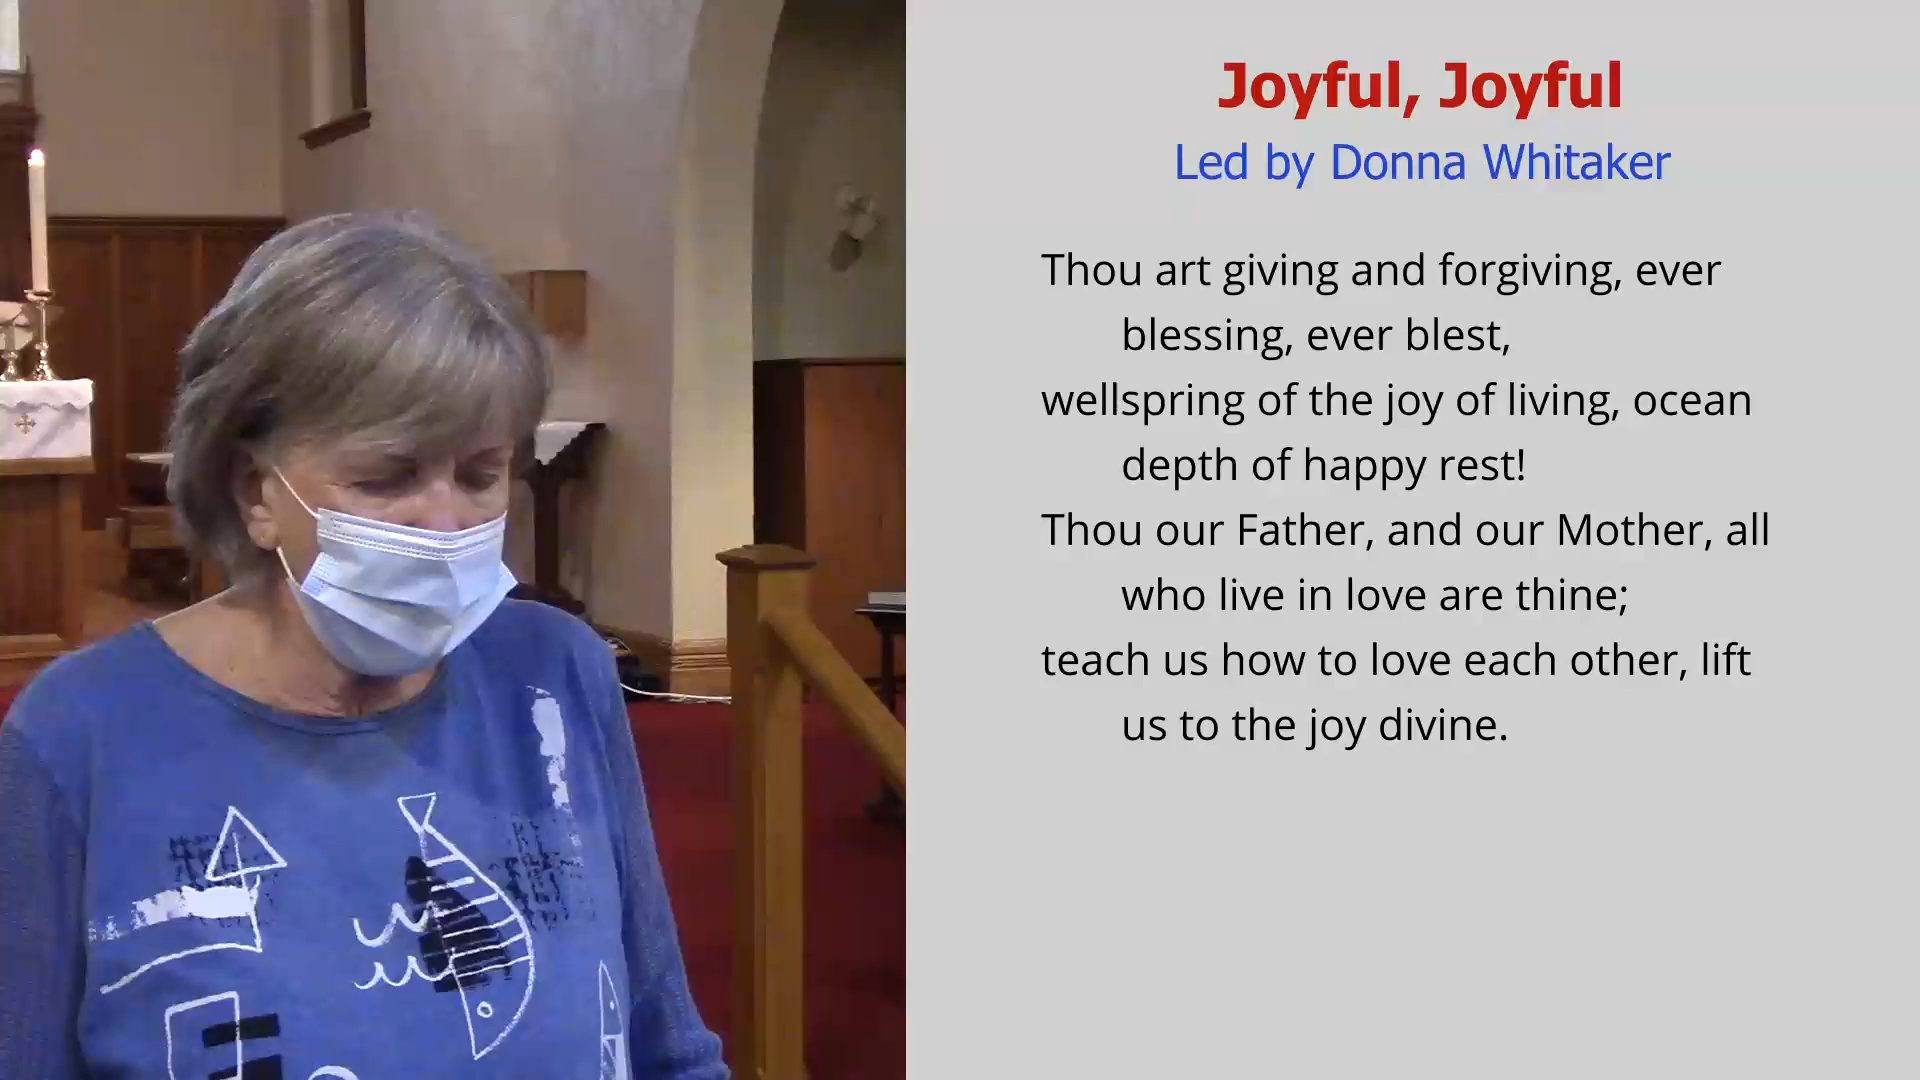 Joyful, Joyful
Led by Donna Whitaker
Thou art giving and forgiving, ever
blessing, ever blest,
wellspring of the joy of living, ocean
depth of happy rest!
Thou our Father, and our Mother, all
who live in love are thine;
teach us how to love each other, lift
us to the joy divine.